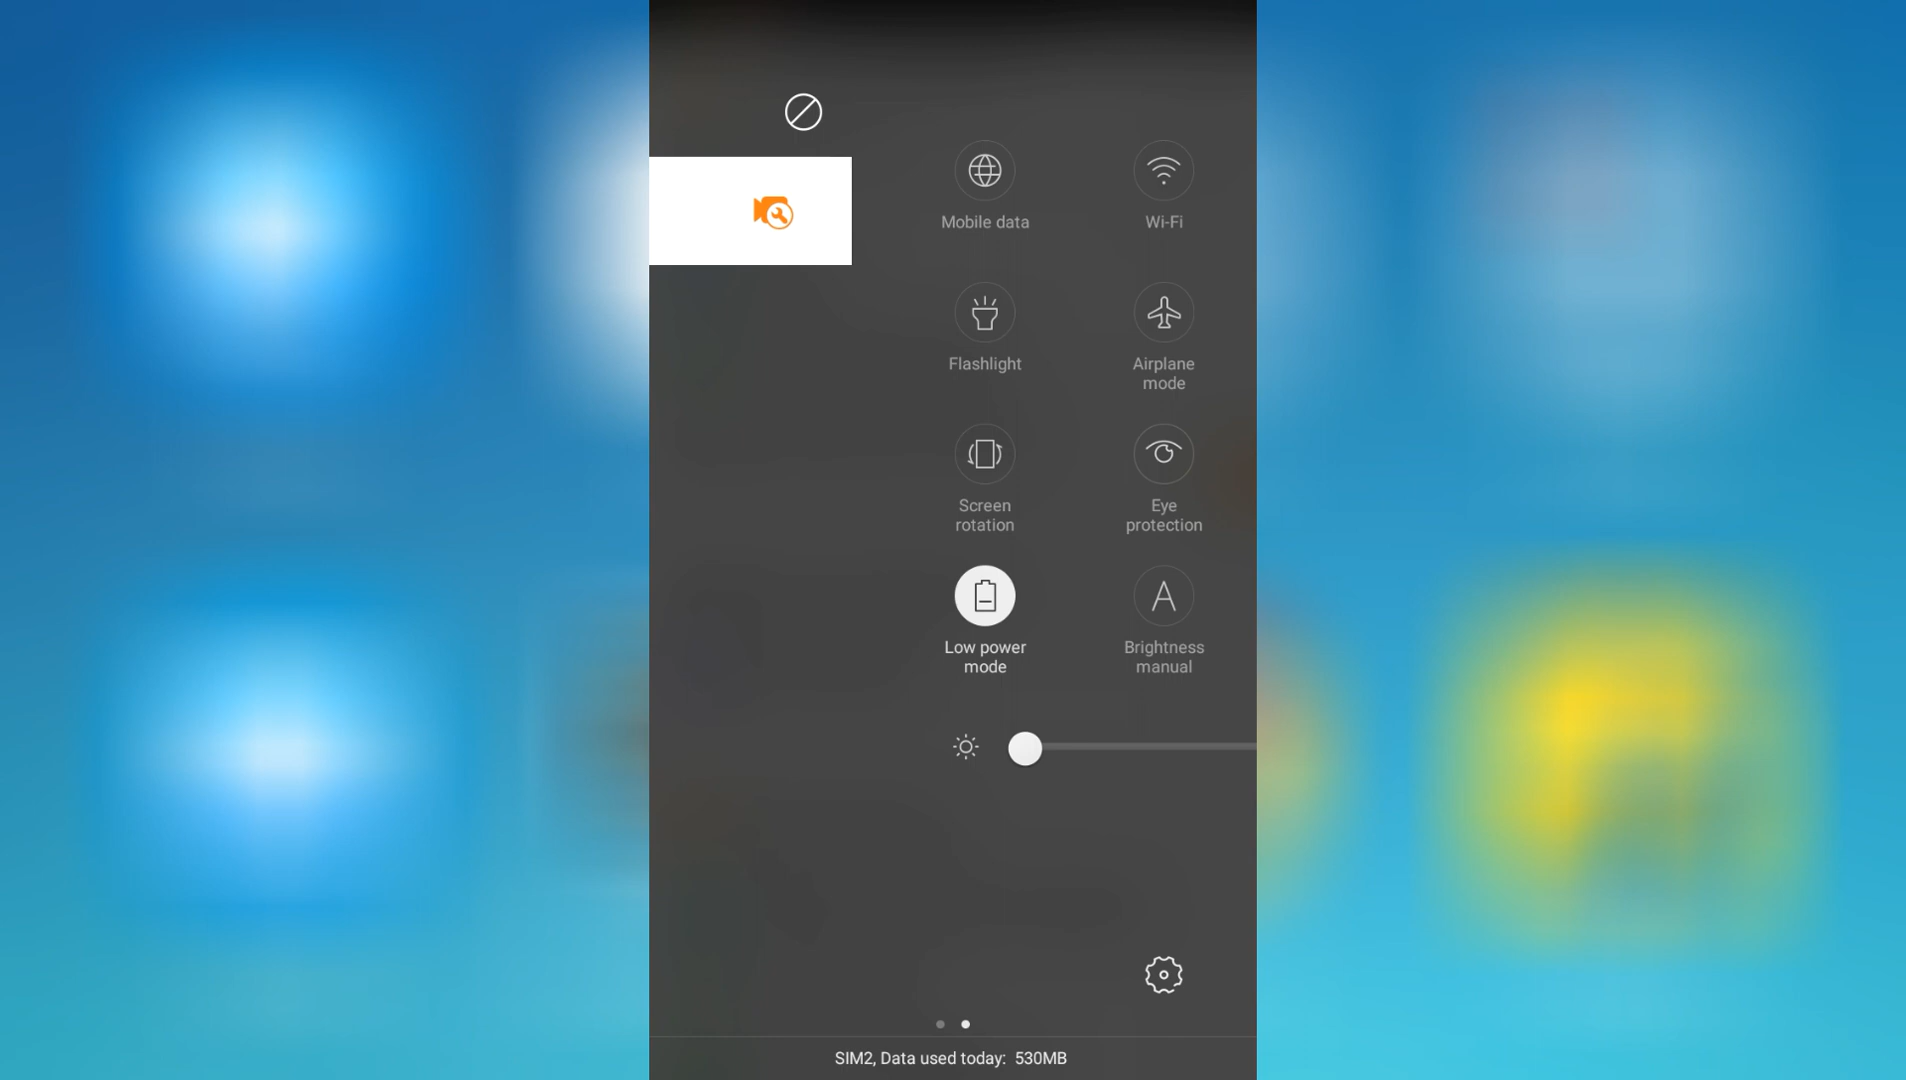 Mobile data
Wi-Fi
Flashlight
Airplane
mode
Screen
rotation
Eye
protection
Low power
mode
A
Brightness
manual
SIM2, Data used today: 530MB